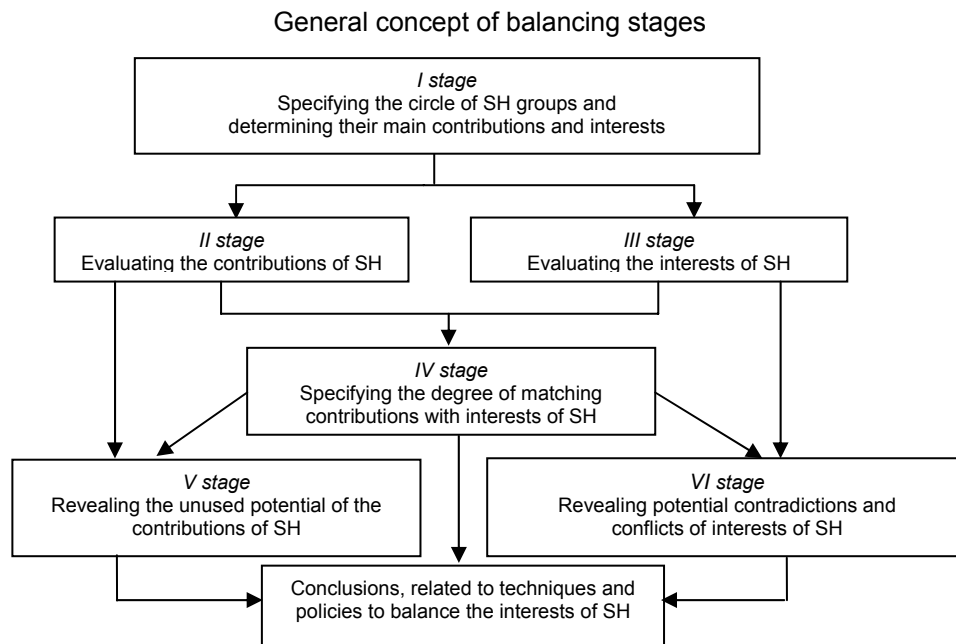 General concept of balancing stages
I stage
Specifying the circle of SH groups and
determining their main contributions and interests
II stage
Evaluating the contributions of SH
III stage
Evaluating the interests of SH
IV stage
Specifying the degree of matching
contributions with interests of SH
V stage
Revealing the unused potential of the
contributions of SH
VI stage
Revealing potential contradictions and
conflicts of interests of SH
Conclusions, related to techniques and
policies to balance the interests of SH